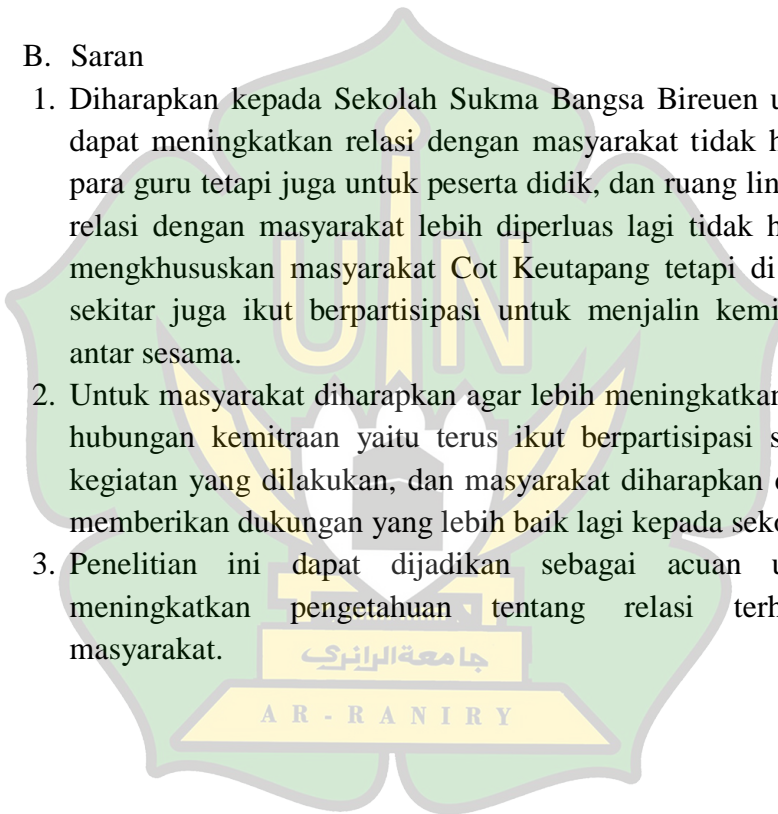 B. Saran
1. Diharapkan kepada Sekolah Sukma Bangsa Bireuen u
dapat meningkatkan relasi dengan masyarakat tidak h
para guru tetapi juga untuk peserta didik, dan ruang lin
relasi dengan masyarakat lebih diperluas lagi tidak h
mengkhususkan masyarakat Cot Keutapang tetapi di
sekitar juga ikut berpartisipasi untuk menjalin kemi
antar sesama.
2. Untuk masyarakat diharapkan agar lebih meningkatkan
hubungan kemitraan yaitu terus ikut berpartisipasi s
kegiatan yang dilakukan, dan masyarakat diharapkan
memberikan dukungan yang lebih baik lagi kepada seko
3. Penelitian ini dapat dijadikan sebagai acuan u
meningkatkan pengetahuan tentang relasi terh
masyarakat.
UIN
جامعة الرانري
AR-RANIRY